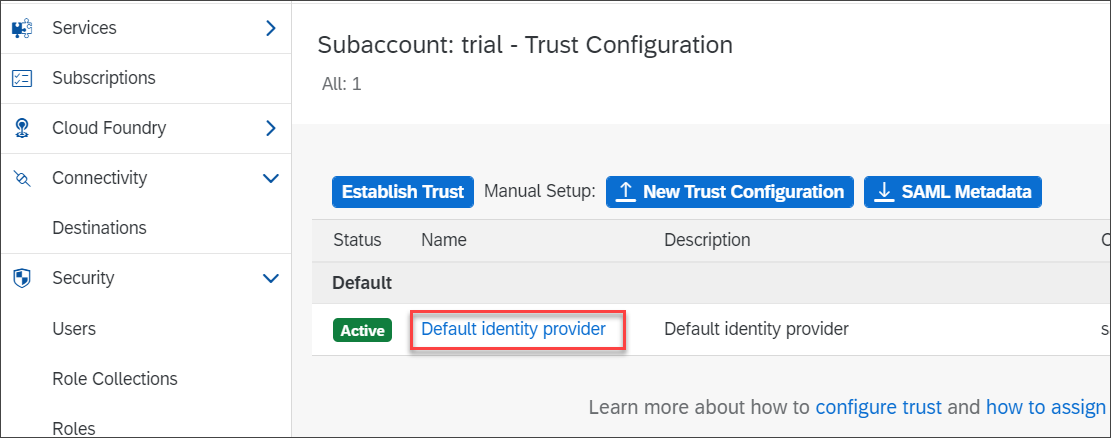 Services
Subscriptions
Cloud Foundry
Connectivity
Destinations
Security
Users
Role Collections
Roles
Subaccount: trial - Trust Configuration
All: 1
Establish Trust Manual Setup: New Trust Configuration SAML Metadata
Status Name Description
Default
Active Default identity provider Default identity provider
Learn more about how to configure trust and how to assign